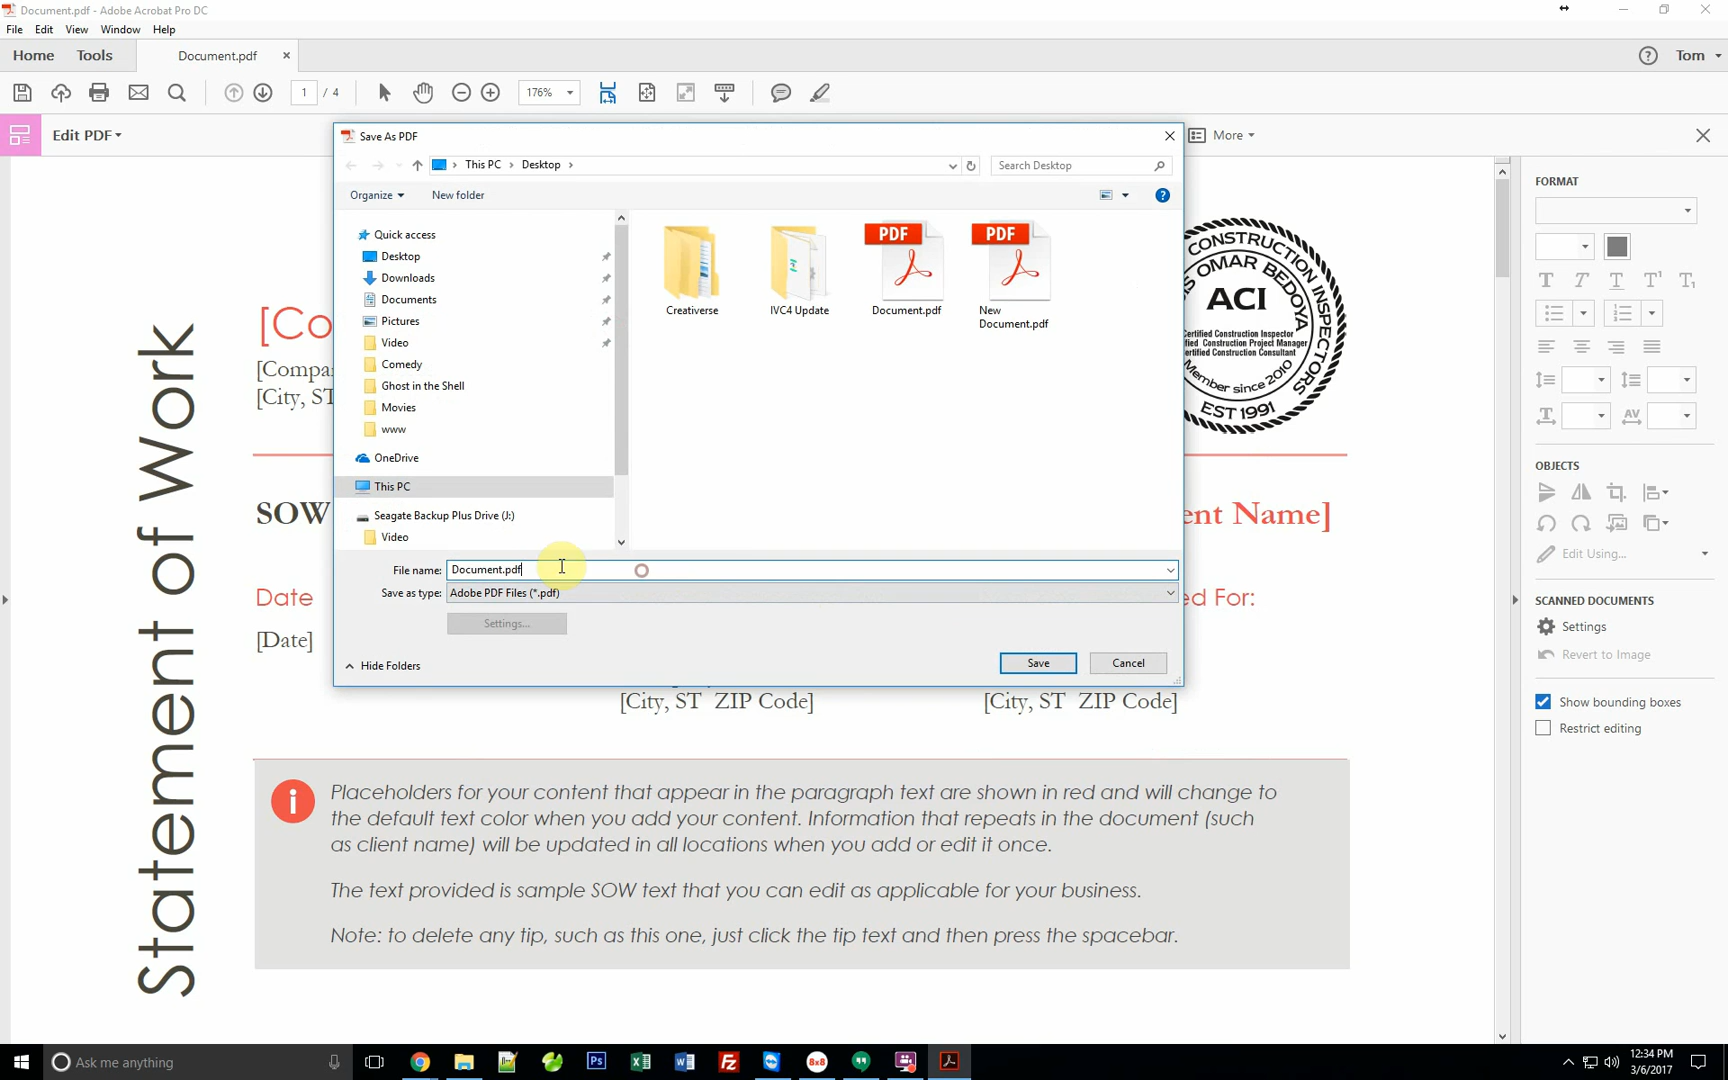 Document.pdf - Adobe Acrobat Pro DC
File Edit View Window Help
Home Tools Document.pdf
Tom
1 / 4
176%
Edit PDF
More
Save As PDF
This PC > Desktop >
Search Desktop
Organize
New folder
Quick access
Desktop
Downloads
Documents
Pictures
Video
Comedy
Ghost in the Shell
Movies
www
OneDrive
This PC
Seagate Backup Plus Drive (J:)
Video
Creativerse
IVC4 Update
PDF
Document.pdf
PDF
New
Document.pdf
File name: Document.pdf
Save as type: Adobe PDF Files (*.pdf)
Settings...
Hide Folders
Save
Cancel
Statement of Work
[Co
[Compa
[City, ST
CONSTRUCTION INSPECTORS
IS OMAR BEDOYA
ACI
ertified Construction Inspector
ified Construction Project Manager
ertified Construction Consultant
Member since 2010
EST 1991
SOW
ent Name]
Date
ed For:
[Date]
[City, ST ZIP Code]
[City, ST ZIP Code]
Placeholders for your content that appear in the paragraph text are shown in red and will change to
the default text color when you add your content. Information that repeats in the document (such
as client name) will be updated in all locations when you add or edit it once.
The text provided is sample SOW text that you can edit as applicable for your business.
Note: to delete any tip, such as this one, just click the tip text and then press the spacebar.
FORMAT
OBJECTS
Edit Using...
SCANNED DOCUMENTS
Settings
Revert to Image
Show bounding boxes
Restrict editing
Ask me anything
12:34 PM
3/6/2017